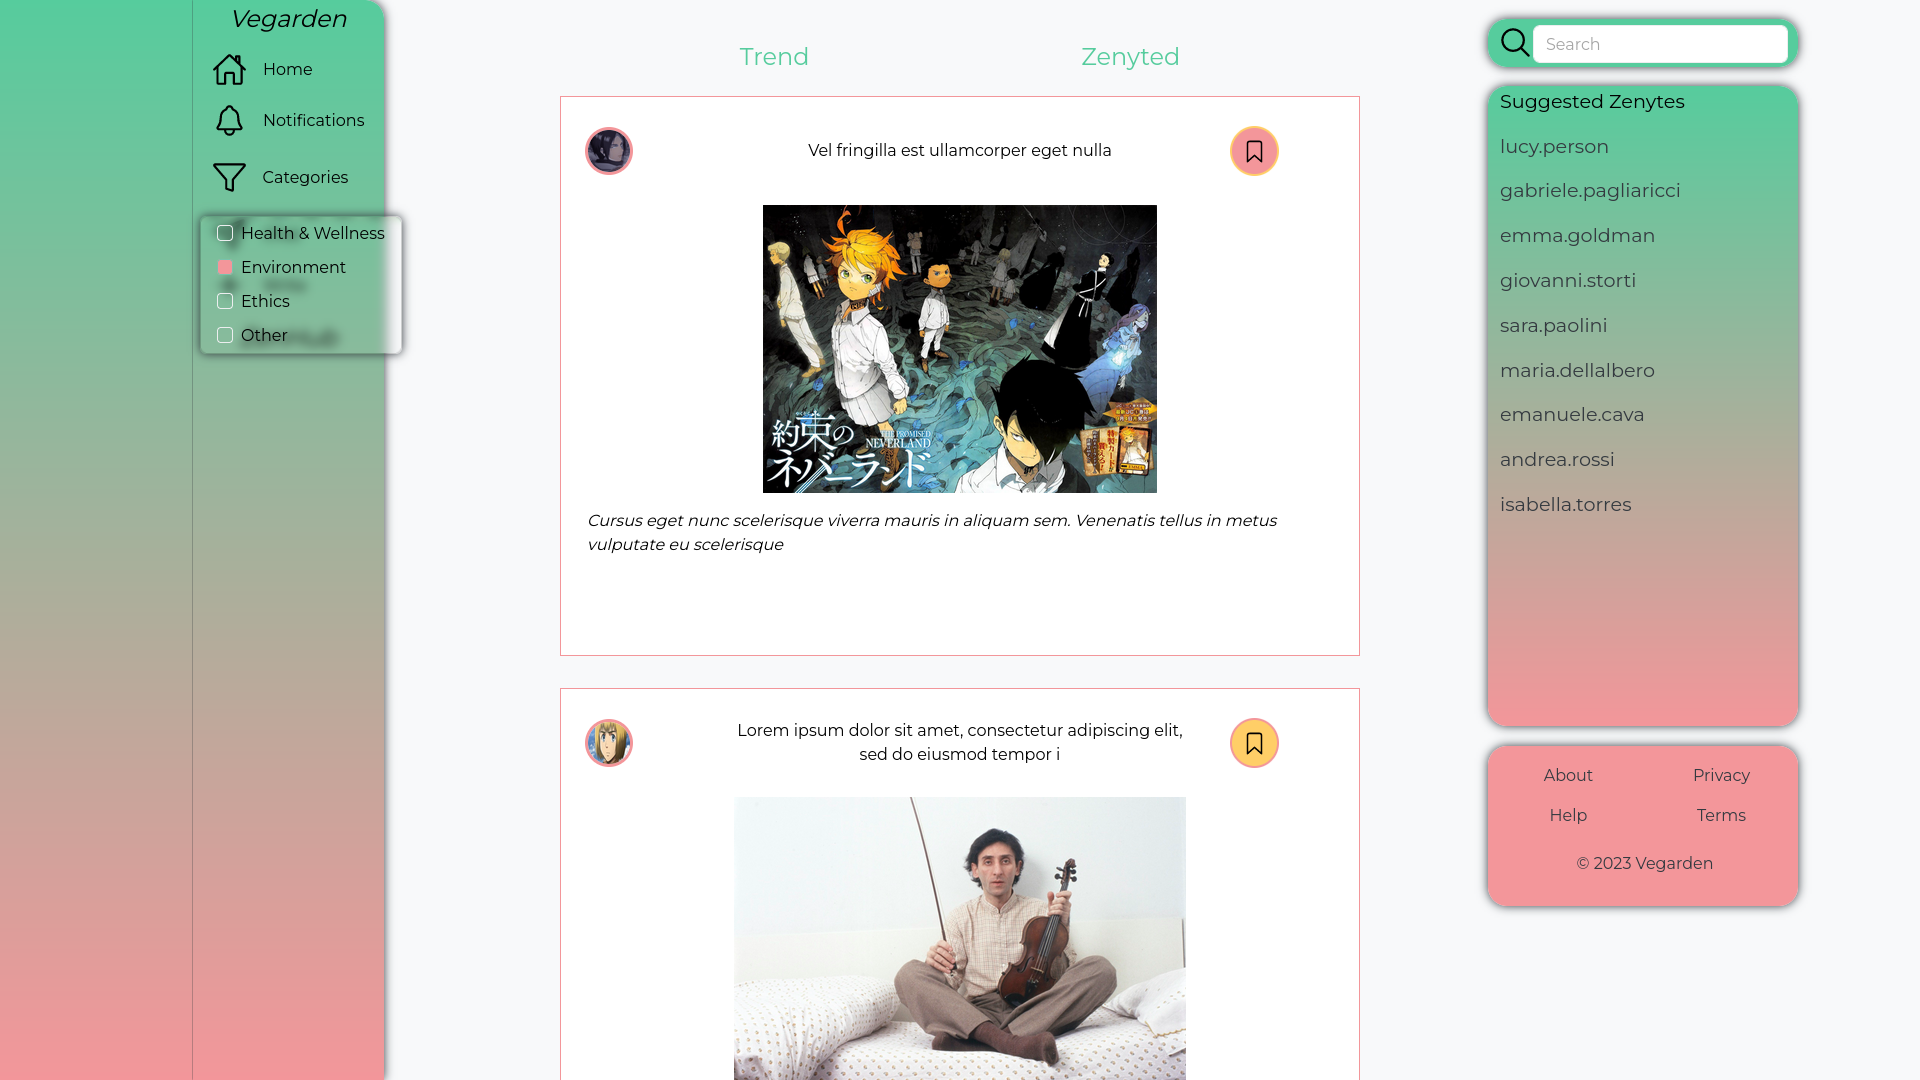 Vegarden
Home
Notifications
Categories
Health & Wellness
Environment
Ethics
Other
Trend
Zenyted
Vel fringilla est ullamcorper eget nulla
約束の
ネバーランド
THE PROMISED
NEVERLAND
Cursus eget nunc scelerisque viverra mauris in aliquam sem. Venenatis tellus in metus
vulputate eu scelerisque
Lorem ipsum dolor sit amet, consectetur adipiscing elit,
sed do eiusmod tempor i
Search
Suggested Zenytes
lucy.person
gabriele.pagliaricci
emma.goldman
giovanni.storti
sara.paolini
maria.dellalbero
emanuele.cava
andrea.rossi
isabella.torres
About
Privacy
Help
Terms
© 2023 Vegarden